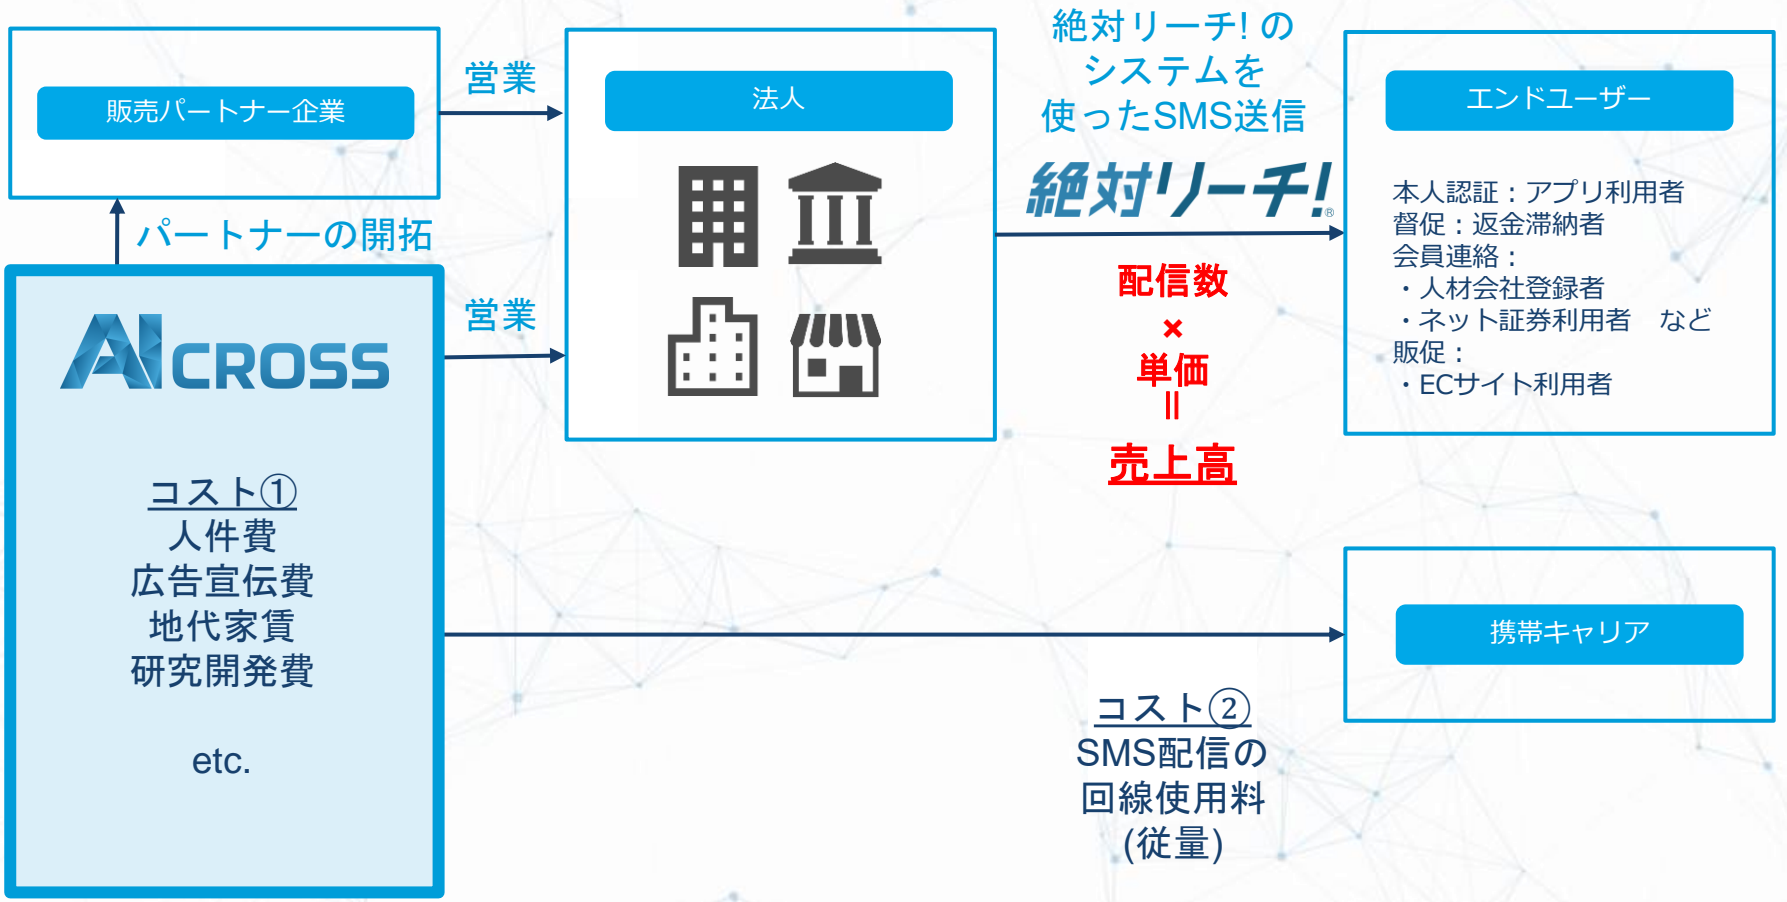 販売パートナー企業
営業
法人
絶対リーチ! の
システムを
使ったSMS送信
絶対リーチ!®
エンドユーザー
本人認証：アプリ利用者
督促：返金滞納者
会員連絡：
・人材会社登録者
・ネット証券利用者　など
販促：
・ECサイト利用者
パートナーの開拓
営業
配信数
×
単価
=
売上高
AI CROSS
コスト①
人件費
広告宣伝費
地代家賃
研究開発費
etc.
携帯キャリア
コスト②
SMS配信の
回線使用料
(従量)